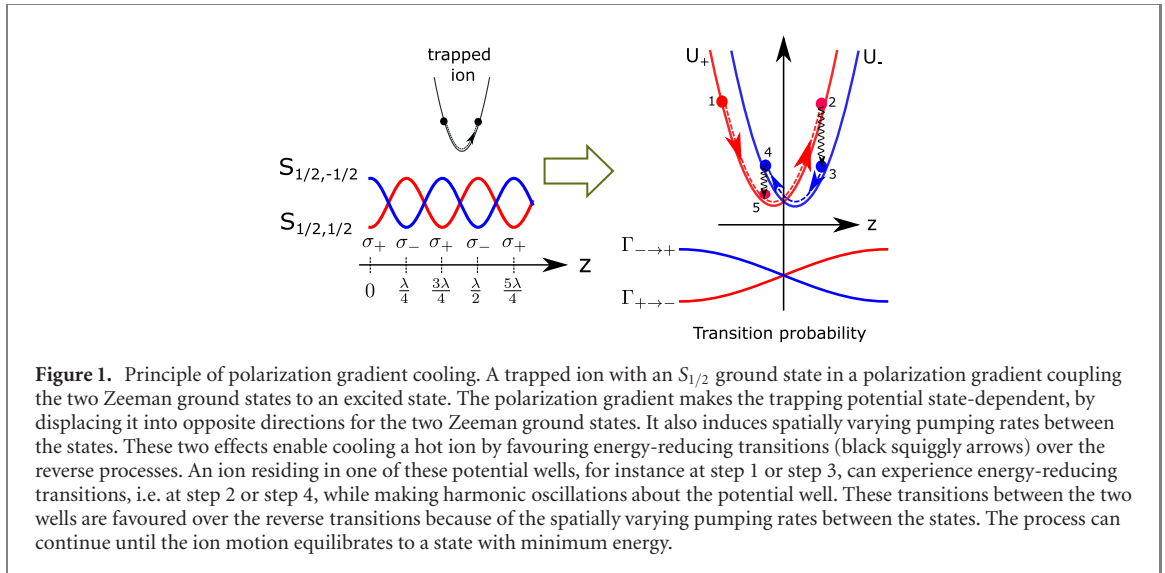 trapped
ion
S1/2,-1/2
S1/2,1/2
σ+ σ− σ+ σ− σ+
z
0 λ/4 3λ/4 λ/2 5λ/4
U+ U-
1 2
4 3
5
z
Γ−→+
Γ+→−
Transition probability
Figure 1. Principle of polarization gradient cooling. A trapped ion with an S1/2 ground state in a polarization gradient coupling
the two Zeeman ground states to an excited state. The polarization gradient makes the trapping potential state-dependent, by
displacing it into opposite directions for the two Zeeman ground states. It also induces spatially varying pumping rates between
the states. These two effects enable cooling a hot ion by favouring energy-reducing transitions (black squiggly arrows) over the
reverse processes. An ion residing in one of these potential wells, for instance at step 1 or step 3, can experience energy-reducing
transitions, i.e. at step 2 or step 4, while making harmonic oscillations about the potential well. These transitions between the two
wells are favoured over the reverse transitions because of the spatially varying pumping rates between the states. The process can
continue until the ion motion equilibrates to a state with minimum energy.